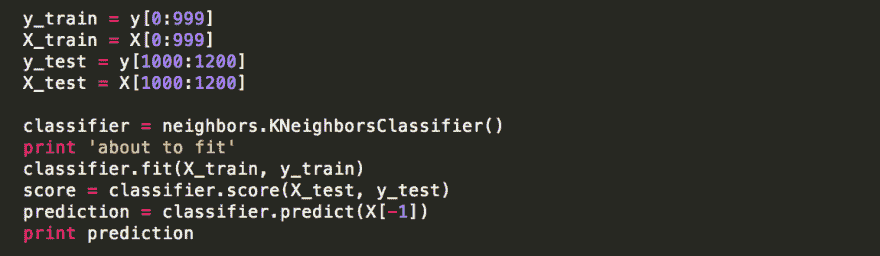 y_train = y[0:999]
X_train = X[0:999]
y_test = y[1000:1200]
X_test = X[1000:1200]
classifier = neighbors.KNeighborsClassifier()
print 'about to fit'
classifier.fit(X_train, y_train)
score = classifier.score(X_test, y_test)
prediction = classifier.predict(X[-1])
print prediction